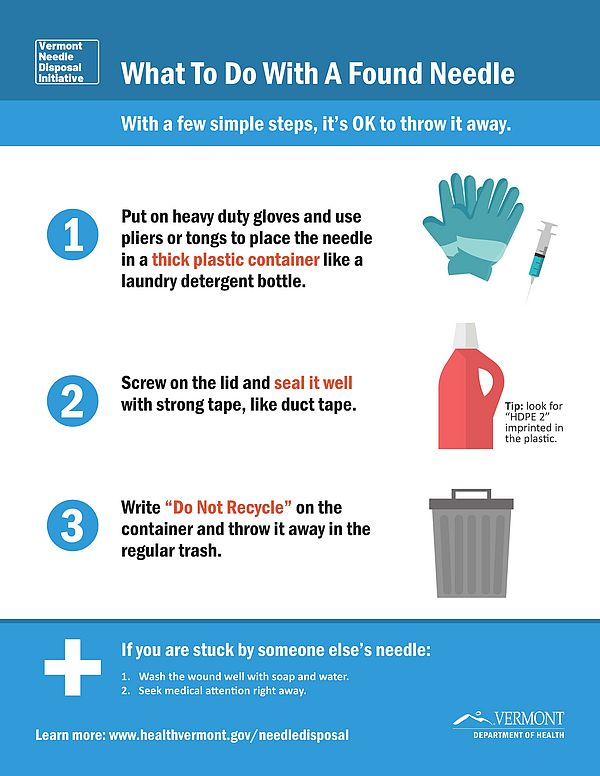 Vermont
Needle
Disposal
Initiative
What To Do With A Found Needle
With a few simple steps, it's OK to throw it away.
1
Put on heavy duty gloves and use
pliers or tongs to place the needle
in a thick plastic container like a
laundry detergent bottle.
2
Screw on the lid and seal it well
with strong tape, like duct tape.
Tip: look for
"HDPE 2"
imprinted in
the plastic.
3
Write “Do Not Recycle” on the
container and throw it away in the
regular trash.
If you are stuck by someone else's needle:
1. Wash the wound well with soap and water.
2. Seek medical attention right away.
Learn more: www.healthvermont.gov/needledisposal
VERMONT
DEPARTMENT OF HEALTH